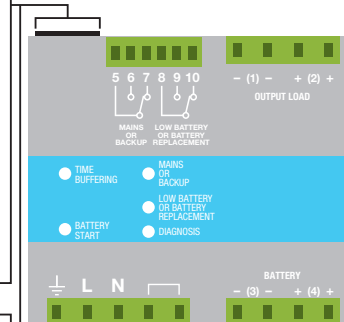 5 6 7 8 9 10
MAINS
OR
BACKUP
LOW BATTERY
OR BATTERY
REPLACEMENT
– (1) – + (2) +
OUTPUT LOAD
TIME
BUFFERING
MAINS
OR
BACKUP
LOW BATTERY
OR BATTERY
REPLACEMENT
BATTERY
START
DIAGNOSIS
L N
BATTERY
– (3) – + (4) +